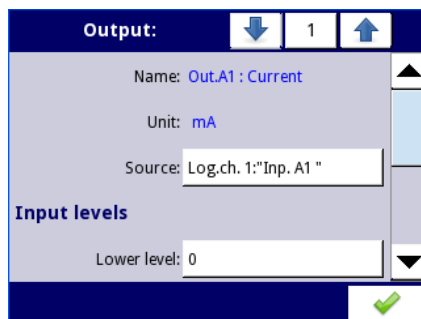 Output: 1
Name: Out.A1 : Current
Unit: mA
Source: Log.ch. 1:"Inp. A1 "
Input levels
Lower level: 0